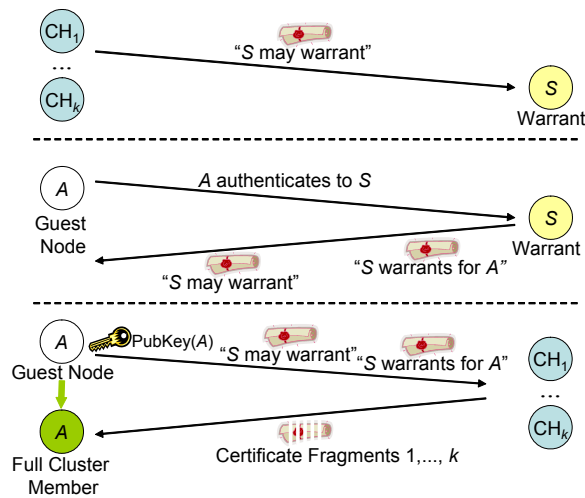 CH1
...
CHk
“S may warrant”
S
Warrant
A
Guest
Node
A authenticates to S
S
Warrant
“S warrants for A”
“S may warrant”
A
PubKey(A)
Guest Node
“S may warrant”
“S warrants for A”
CH1
...
CHk
A
Full Cluster
Member
Certificate Fragments 1,..., k